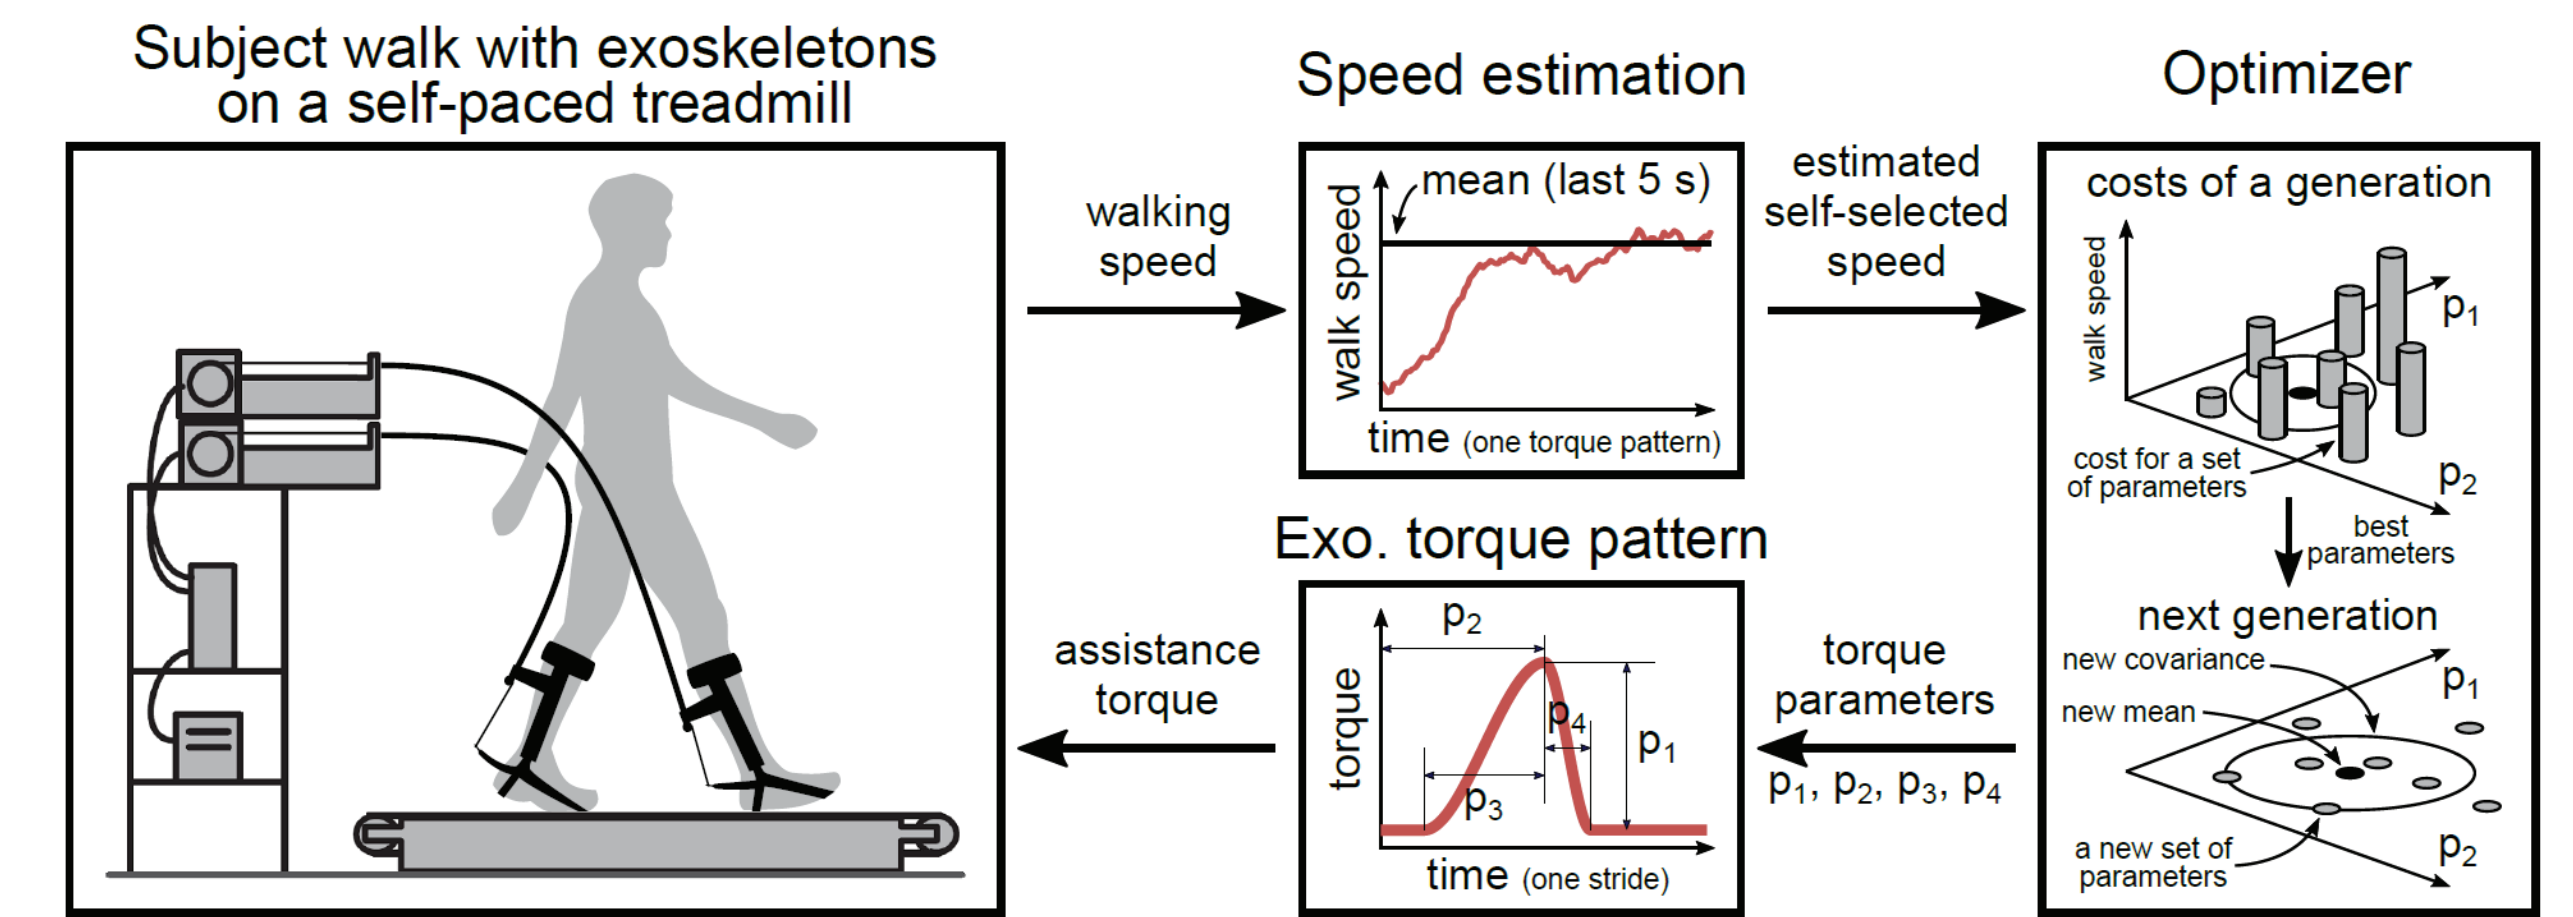 Subject walk with exoskeletons
on a self-paced treadmill
walking
speed
Speed estimation
mean (last 5 s)
walk speed
time (one torque pattern)
estimated
self-selected
speed
Optimizer
costs of a generation
walk speed
p1
p2
cost for a set
of parameters
best
parameters
next generation
new covariance
new mean
p1
p2
a new set of
parameters
torque
parameters
p1, p2, p3, p4
Exo. torque pattern
p2
p4
p1
p3
torque
time (one stride)
assistance
torque